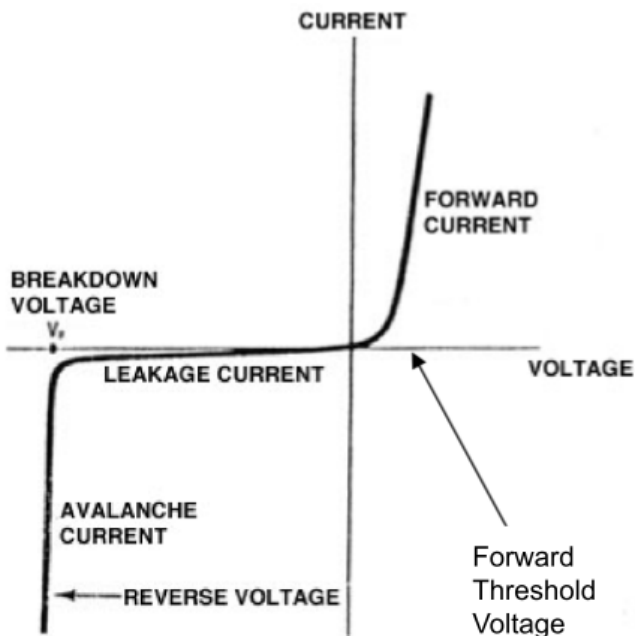 CURRENT
FORWARD
CURRENT
BREAKDOWN
VOLTAGE
LEAKAGE CURRENT
VOLTAGE
AVALANCHE
CURRENT
REVERSE VOLTAGE
Forward
Threshold
Voltage